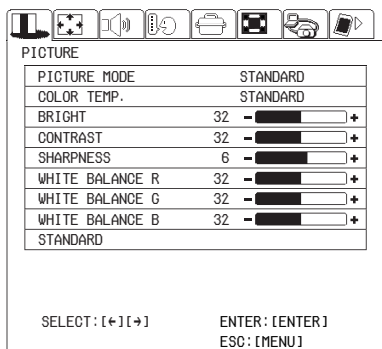 PICTURE
PICTURE MODE STANDARD
COLOR TEMP. STANDARD
BRIGHT 32 - +
CONTRAST 32 - +
SHARPNESS 6 - +
WHITE BALANCE R 32 - +
WHITE BALANCE G 32 - +
WHITE BALANCE B 32 - +
STANDARD
SELECT:[←][→] ENTER:[ENTER]
ESC:[MENU]